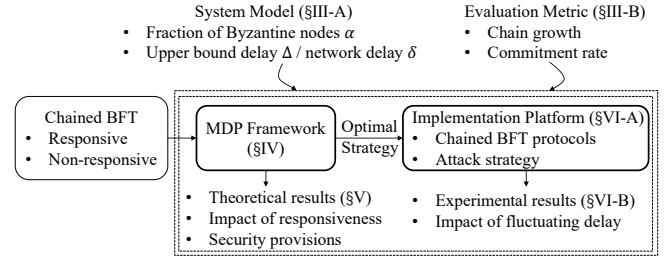 System Model (§III-A)
• Fraction of Byzantine nodes α
• Upper bound delay Δ / network delay δ
Evaluation Metric (§III-B)
• Chain growth
• Commitment rate
Chained BFT
• Responsive
• Non-responsive
MDP Framework
(§IV)
Optimal
Strategy
Implementation Platform (§VI-A)
• Chained BFT protocols
• Attack strategy
• Theoretical results (§V)
• Impact of responsiveness
• Security provisions
• Experimental results (§VI-B)
• Impact of fluctuating delay